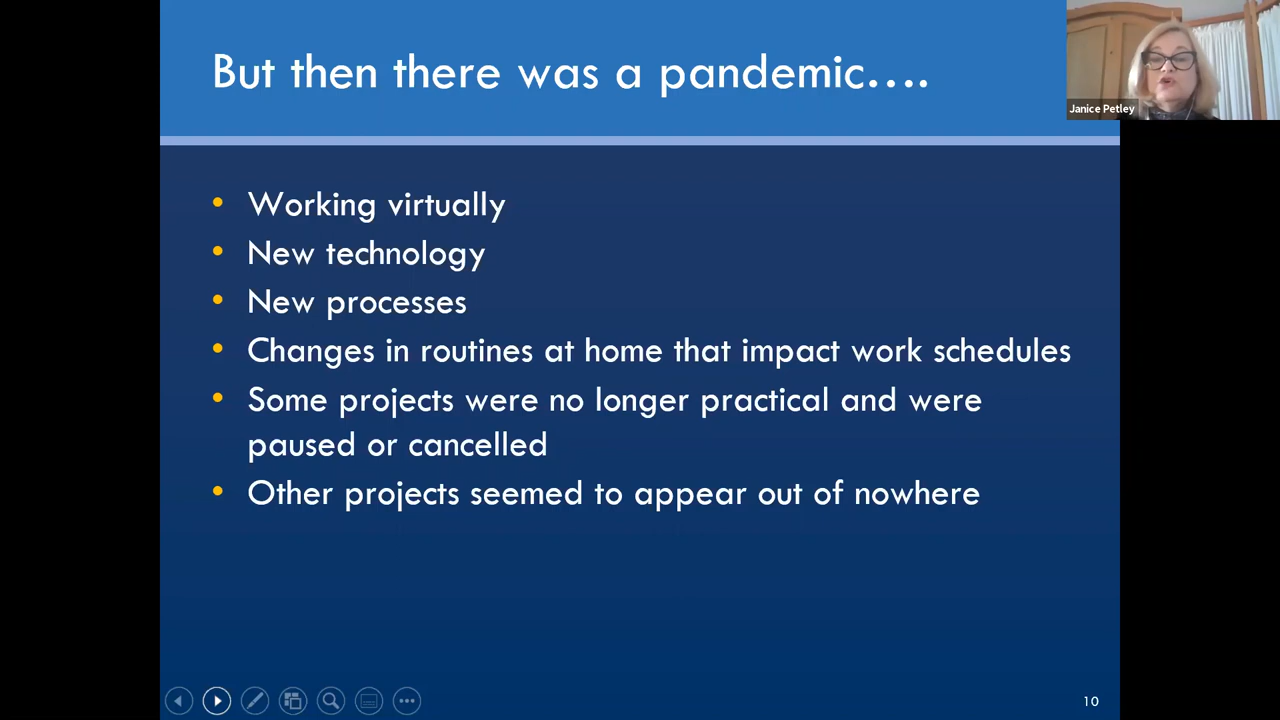 But then there was a pandemic....
Janice Petley
• Working virtually
• New technology
• New processes
• Changes in routines at home that impact work schedules
• Some projects were no longer practical and were
paused or cancelled
• Other projects seemed to appear out of nowhere
10